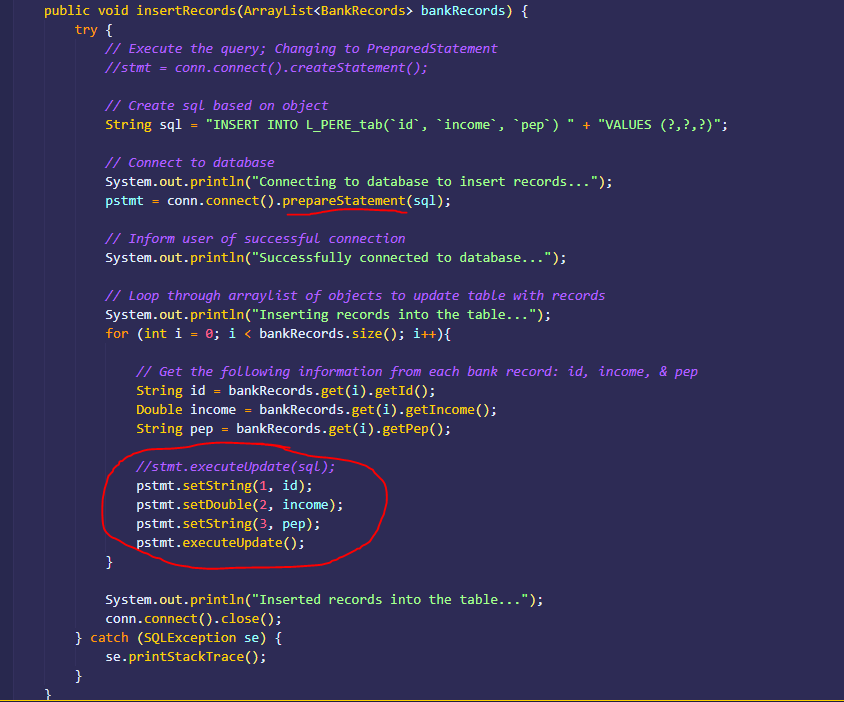 public void insertRecords(ArrayList<BankRecords> bankRecords) {
try {
// Execute the query; Changing to PreparedStatement
//stmt = conn.connect().createStatement();
// Create sql based on object
String sql = "INSERT INTO L_PERE_tab(`id`, `income`, `pep`) " + "VALUES (?,?,?)";
// Connect to database
System.out.println("Connecting to database to insert records...");
pstmt = conn.connect().prepareStatement(sql);
// Inform user of successful connection
System.out.println("Successfully connected to database...");
// Loop through arraylist of objects to update table with records
System.out.println("Inserting records into the table...");
for (int i = 0; i < bankRecords.size(); i++){
// Get the following information from each bank record: id, income, & pep
String id = bankRecords.get(i).getId();
Double income = bankRecords.get(i).getIncome();
String pep = bankRecords.get(i).getPep();
//stmt.executeUpdate(sql);
pstmt.setString(1, id);
pstmt.setDouble(2, income);
pstmt.setString(3, pep);
pstmt.executeUpdate();
}
System.out.println("Inserted records into the table...");
conn.connect().close();
} catch (SQLException se) {
se.printStackTrace();
}
}